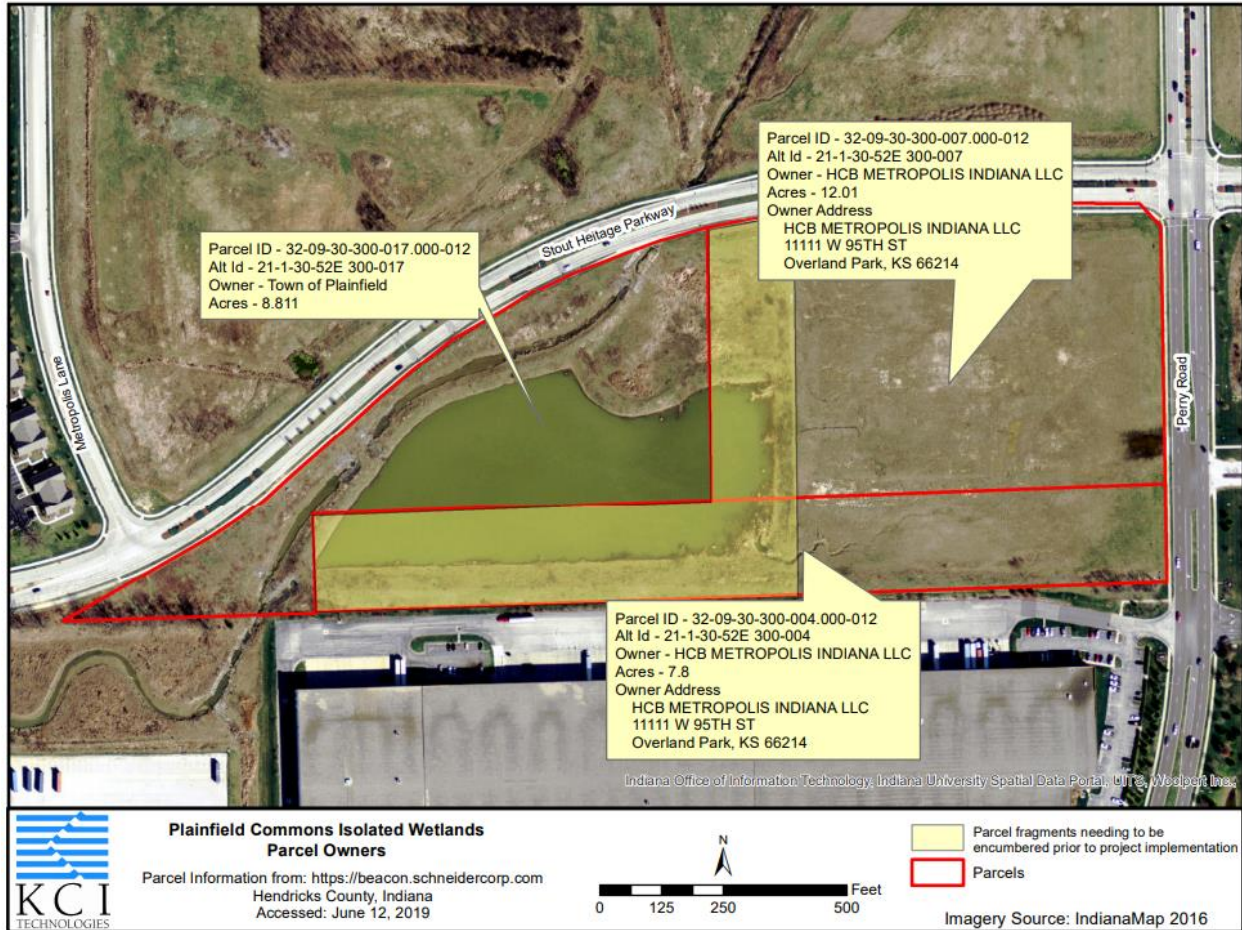 Parcel ID - 32-09-30-300-007.000-012
Alt Id - 21-1-30-52E 300-007
Owner - HCB METROPOLIS INDIANA LLC
Acres - 12.01
Owner Address
HCB METROPOLIS INDIANA LLC
11111 W 95TH ST
Overland Park, KS 66214
Parcel ID - 32-09-30-300-017.000-012
Alt Id - 21-1-30-52E 300-017
Owner - Town of Plainfield
Acres - 8.811
Stout Heitage Parkway
Metropolis Lane
Perry Road
Parcel ID - 32-09-30-300-004.000-012
Alt Id - 21-1-30-52E 300-004
Owner - HCB METROPOLIS INDIANA LLC
Acres - 7.8
Owner Address
HCB METROPOLIS INDIANA LLC
11111 W 95TH ST
Overland Park, KS 66214
Indiana Office of Information Technology, Indiana University Spatial Data Portal, UITS, Woolpert Inc.,
KCI
TECHNOLOGIES
Plainfield Commons Isolated Wetlands
Parcel Owners
Parcel Information from: https://beacon.schneidercorp.com
Hendricks County, Indiana
Accessed: June 12, 2019
N
Feet
0 125 250 500
Parcel fragments needing to be
encumbered prior to project implementation
Parcels
Imagery Source: IndianaMap 2016